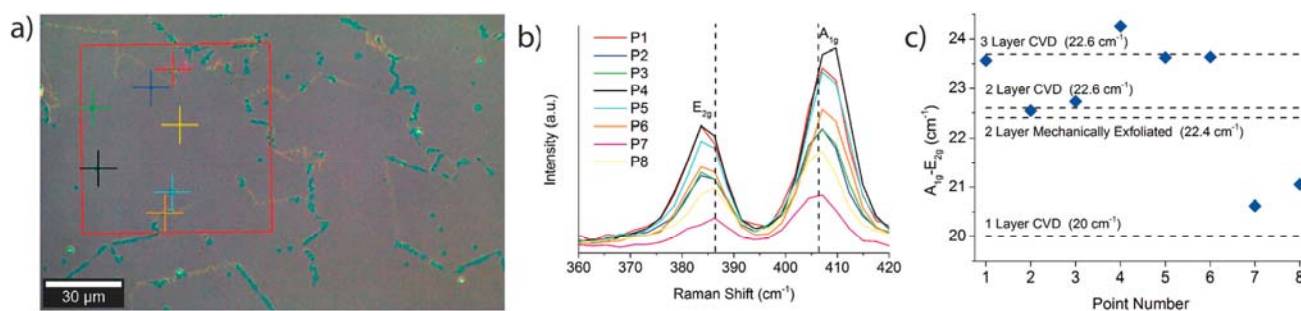 a)
30 µm
b)
P1
P2
P3
P4
P5
P6
P7
P8
E2g
A1g
Intensity (a.u.)
360 370 380 390 400 410 420
Raman Shift (cm-1)
c)
24
23
22
21
20
A1g-E2g (cm-1)
3 Layer CVD (22.6 cm-1)
2 Layer CVD (22.6 cm-1)
2 Layer Mechanically Exfoliated (22.4 cm-1)
1 Layer CVD (20 cm-1)
1 2 3 4 5 6 7 8
Point Number